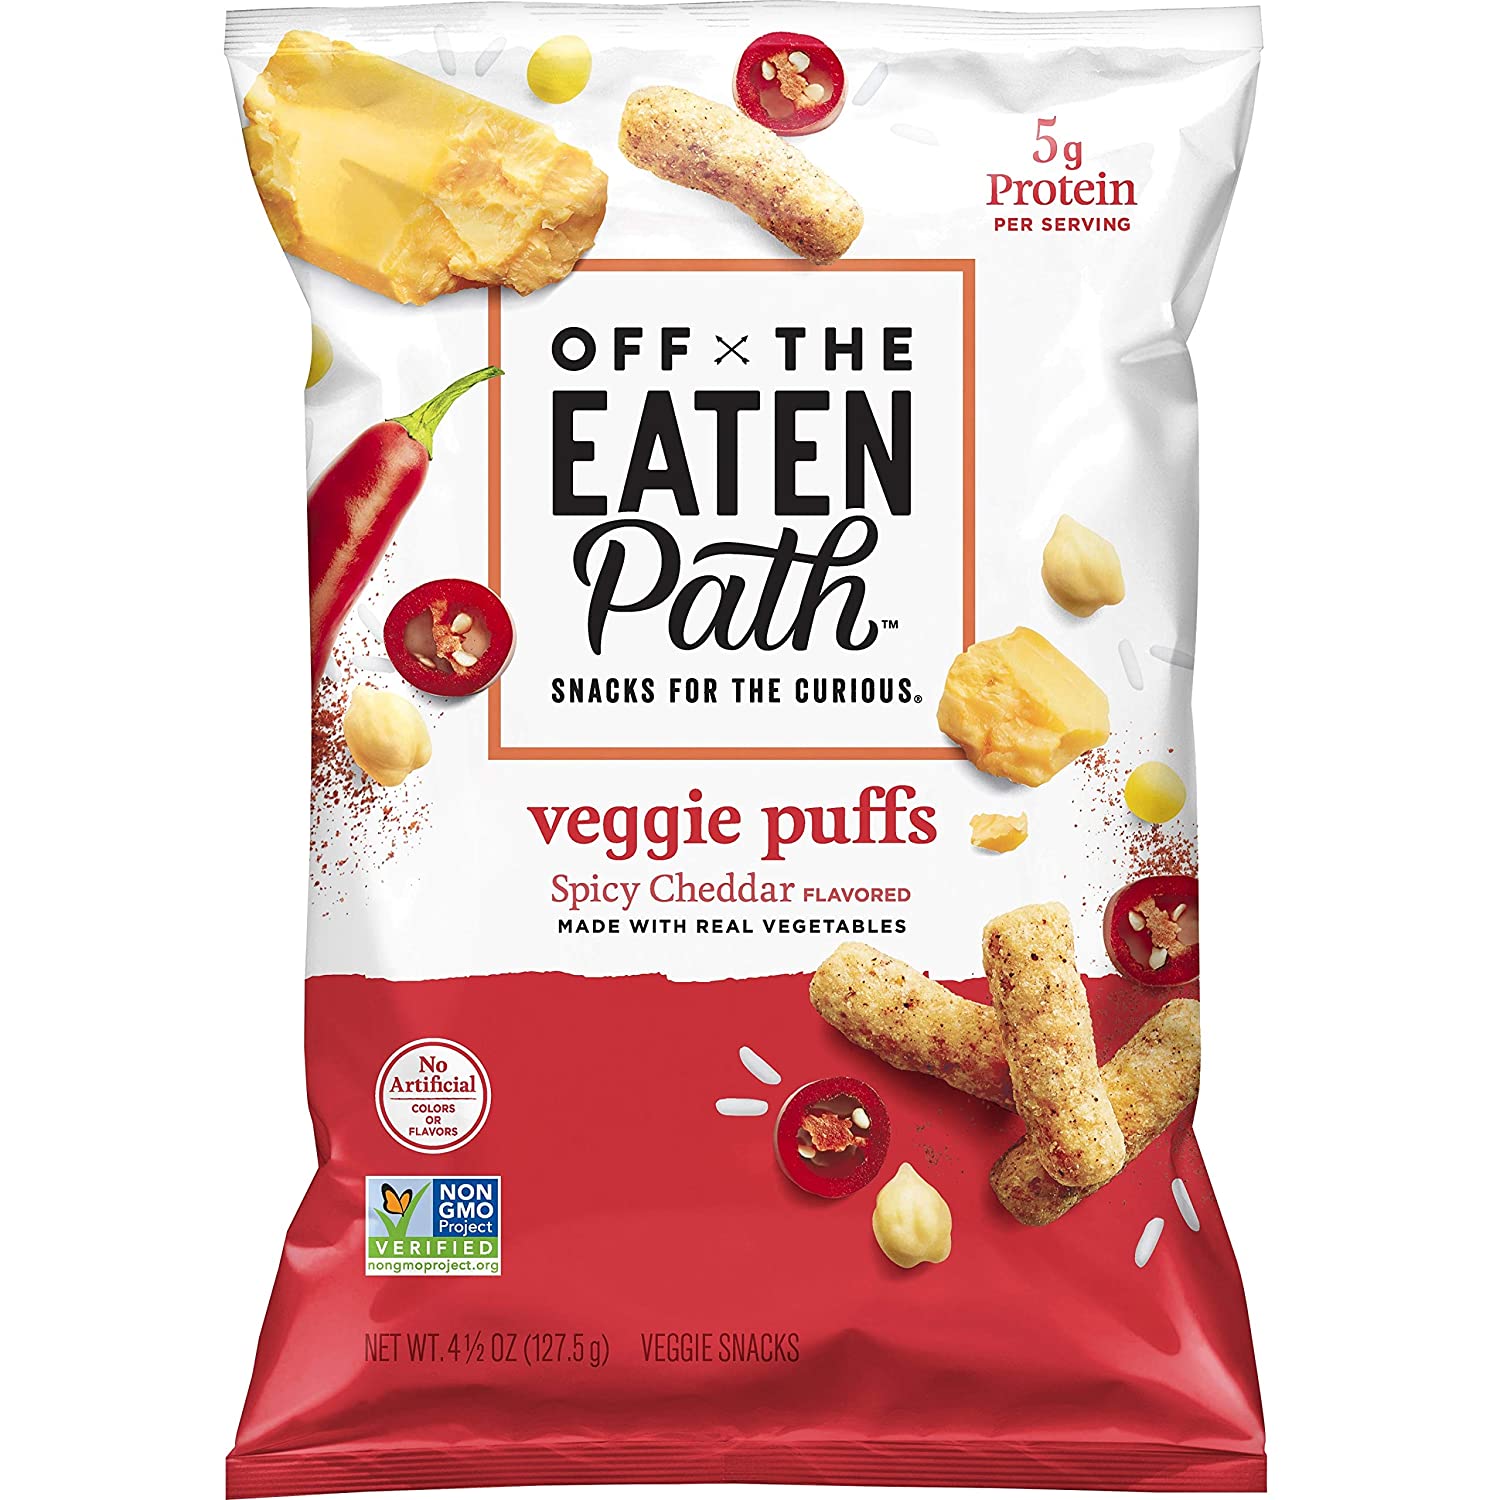 5g
Protein
PER SERVING
OFF THE
EATEN
Path™
SNACKS FOR THE CURIOUS®
veggie puffs
Spicy Cheddar FLAVORED
MADE WITH REAL VEGETABLES
No
Artificial
COLORS
OR
FLAVORS
NON
GMO
Project
VERIFIED
nongmoproject.org
NET WT. 4 ½ OZ (127.5 g) VEGGIE SNACKS